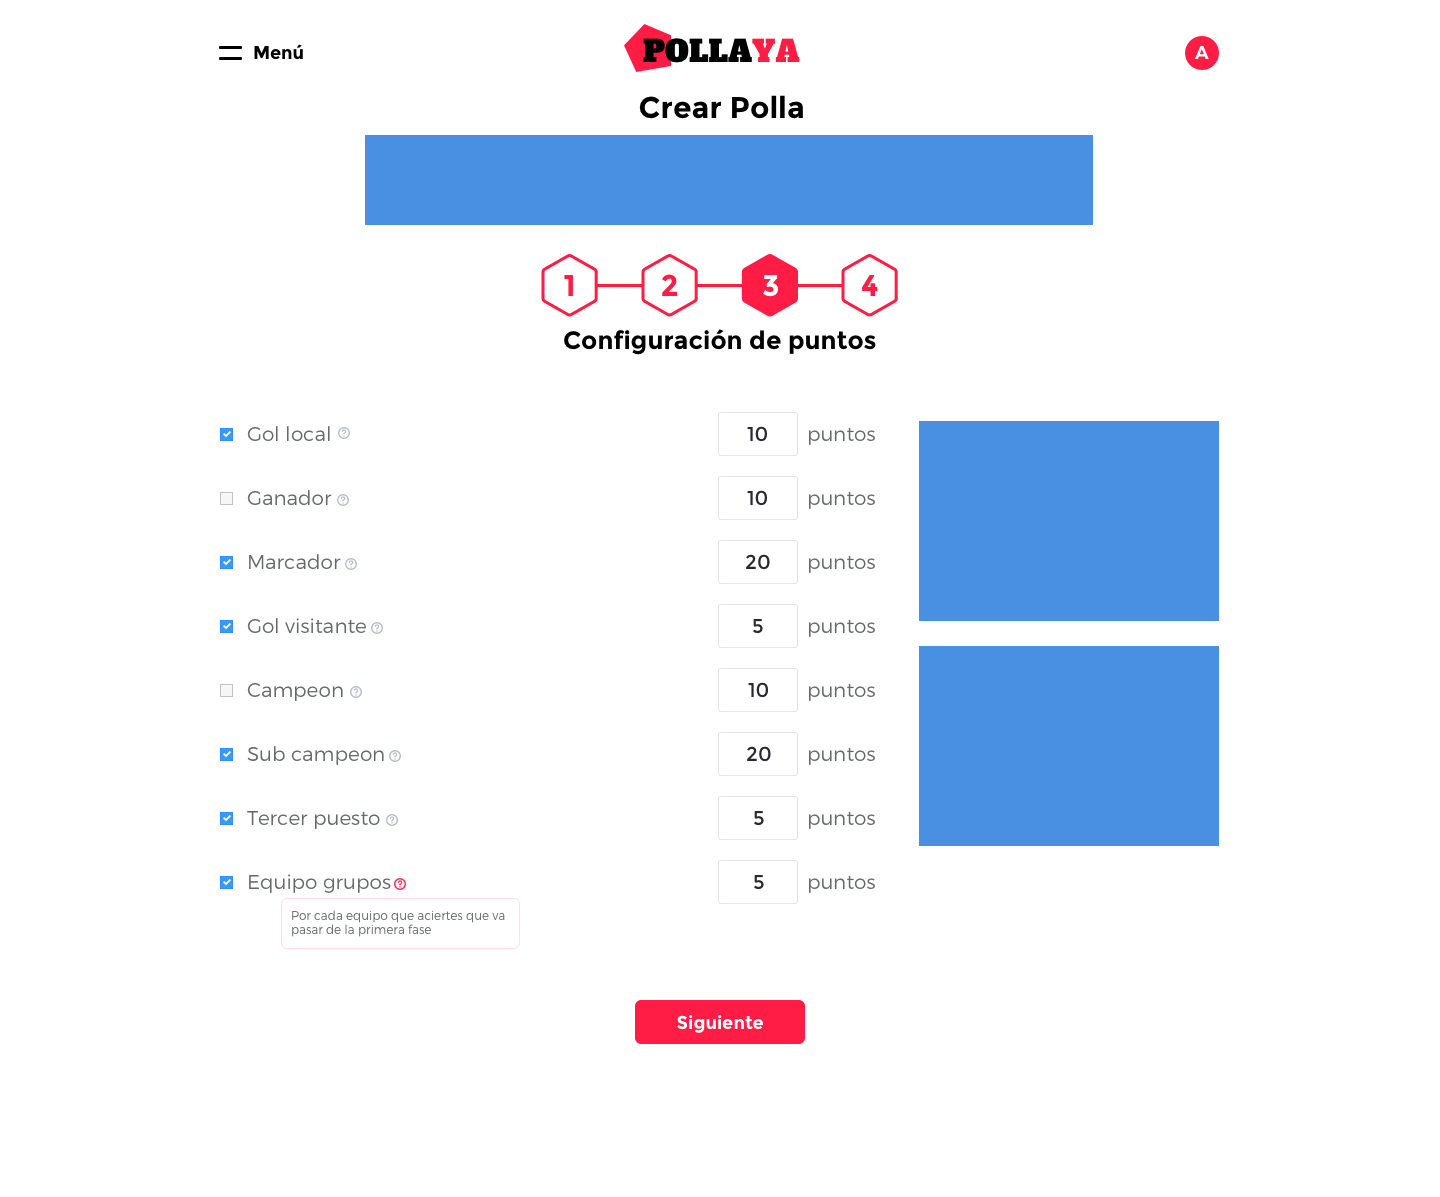 Menú
POLLAYA
A
Crear Polla
1 2 3 4
Configuración de puntos
Gol local 10 puntos
Ganador 10 puntos
Marcador 20 puntos
Gol visitante 5 puntos
Campeon 10 puntos
Sub campeon 20 puntos
Tercer puesto 5 puntos
Equipo grupos 5 puntos
Por cada equipo que aciertes que va
pasar de la primera fase
Siguiente